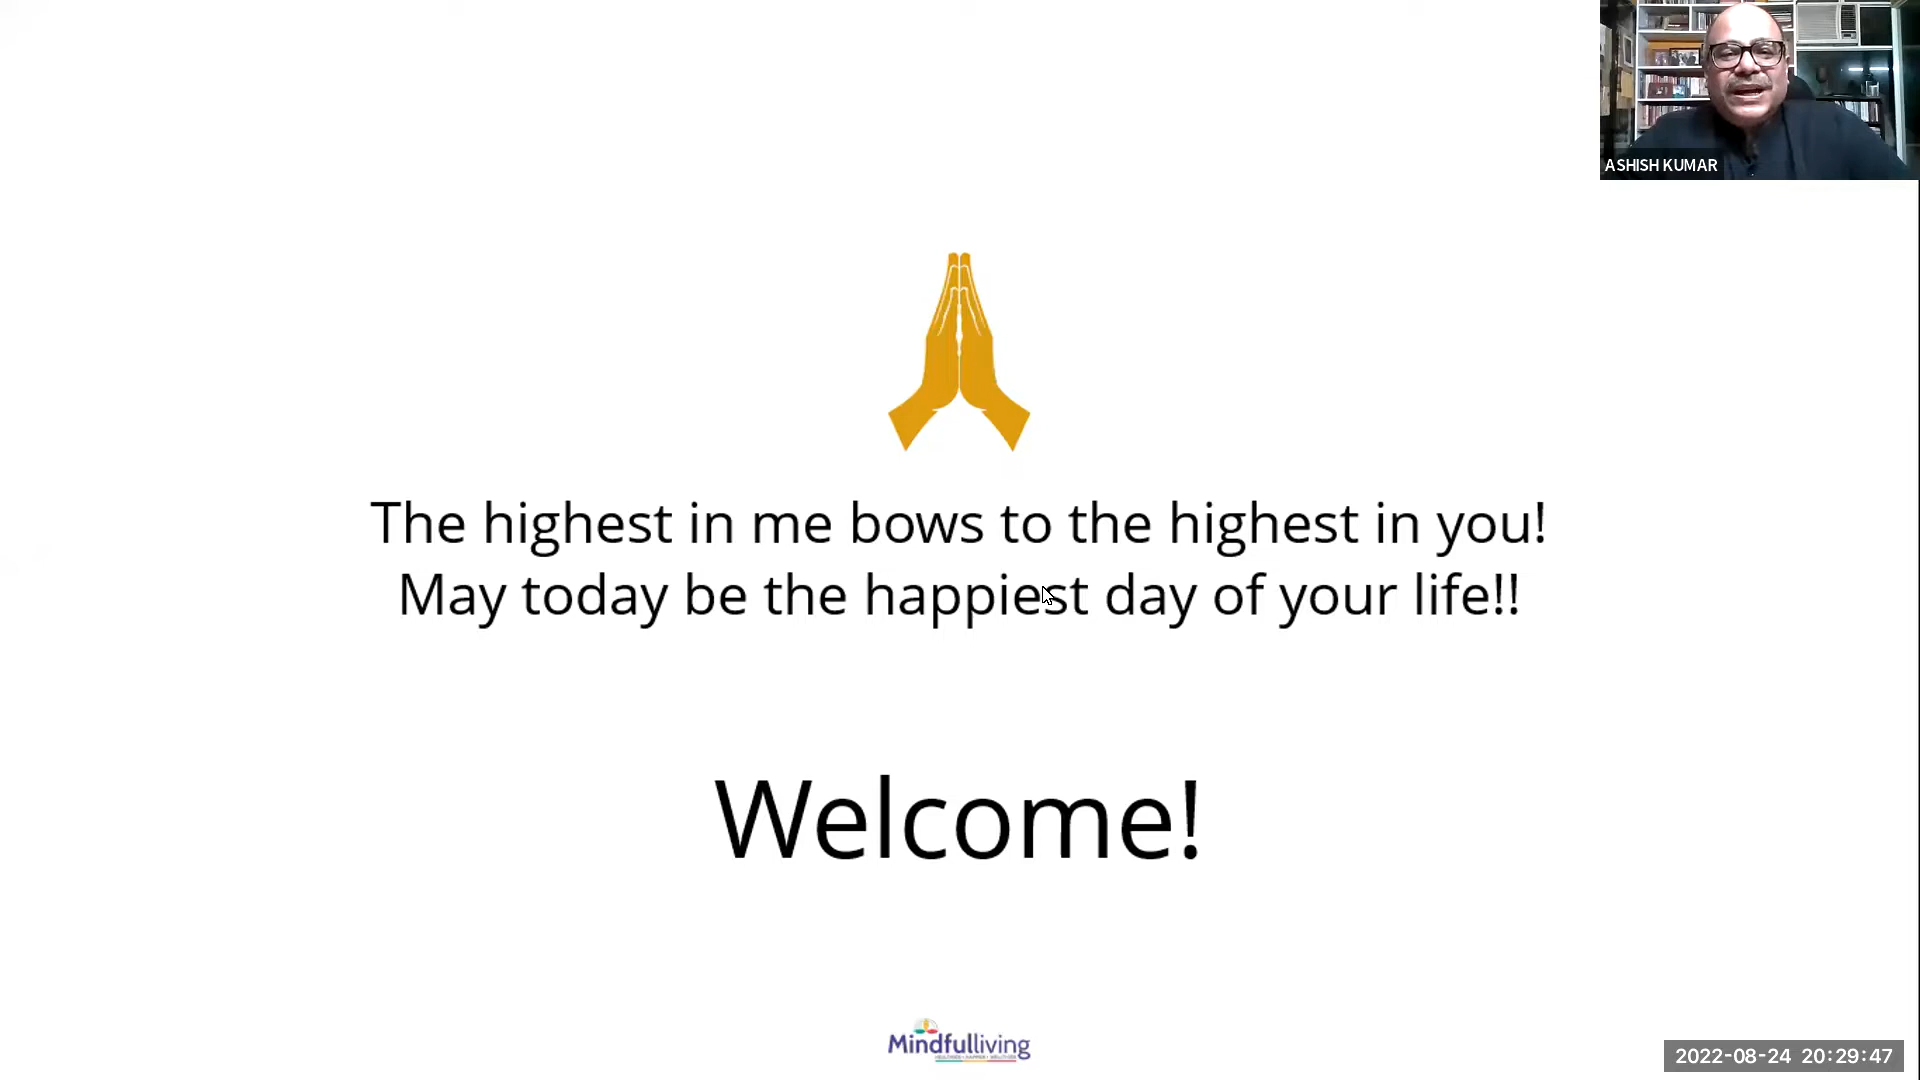 ASHISH KUMAR
The highest in me bows to the highest in you!
May today be the happiest day of your life!!
Welcome!
Mindfulliving
2022-08-24 20:29:47